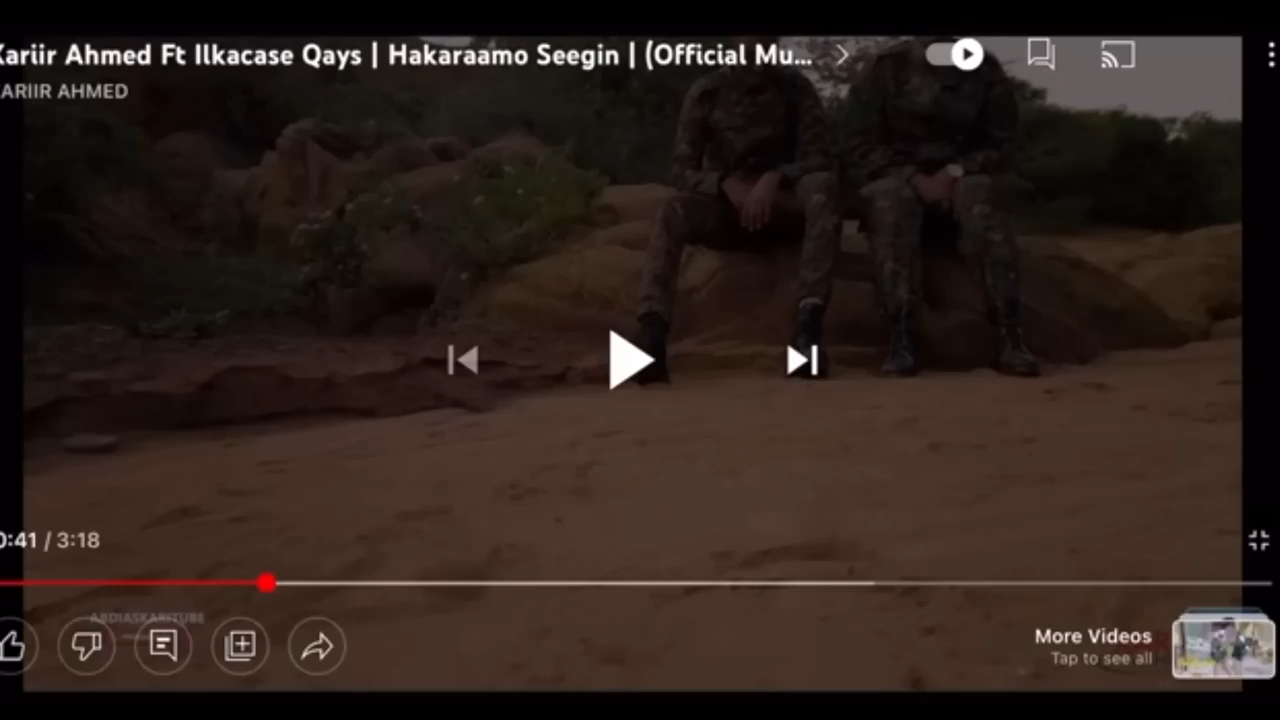 Kariir Ahmed Ft Ilkacase Qays | Hakaraamo Seegin | (Official Mu...
KARIIR AHMED
0:41 / 3:18
ABDIASKARITUBE
More Videos
Tap to see all